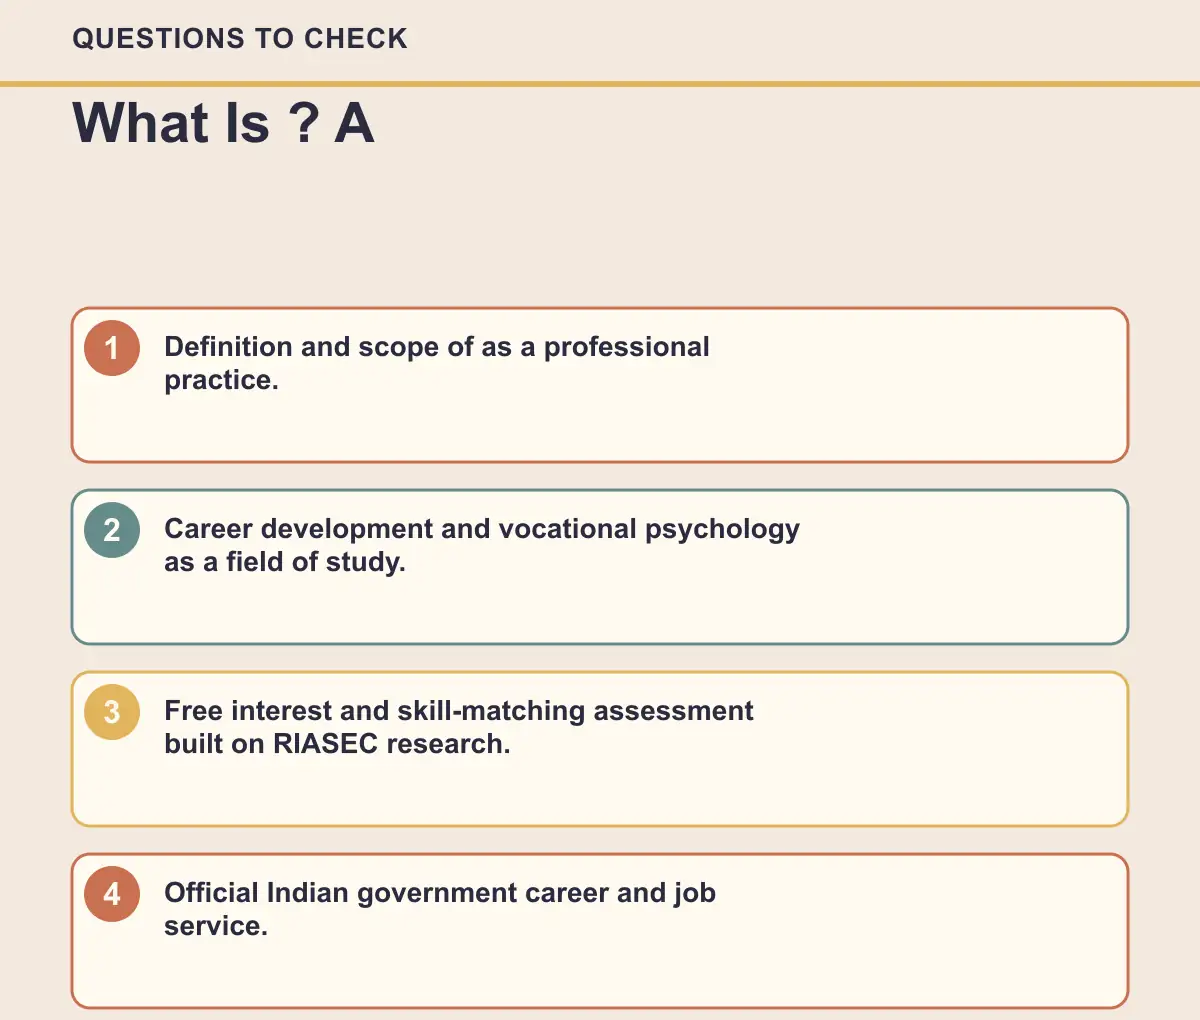 QUESTIONS TO CHECK
What Is ? A
1
Definition and scope of as a professional
practice.
2
Career development and vocational psychology
as a field of study.
3
Free interest and skill-matching assessment
built on RIASEC research.
4
Official Indian government career and job
service.